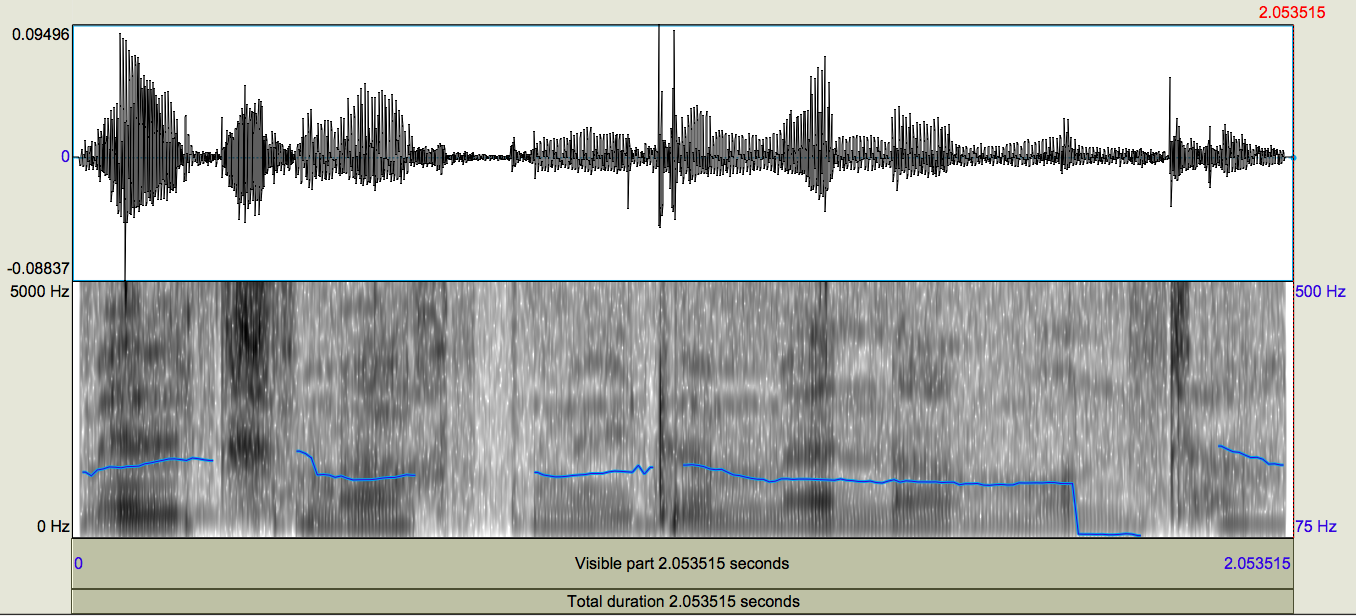 2.053515
0.09496
0
-0.08837
5000 Hz 500 Hz
0 Hz 75 Hz
0 Visible part 2.053515 seconds 2.053515
Total duration 2.053515 seconds